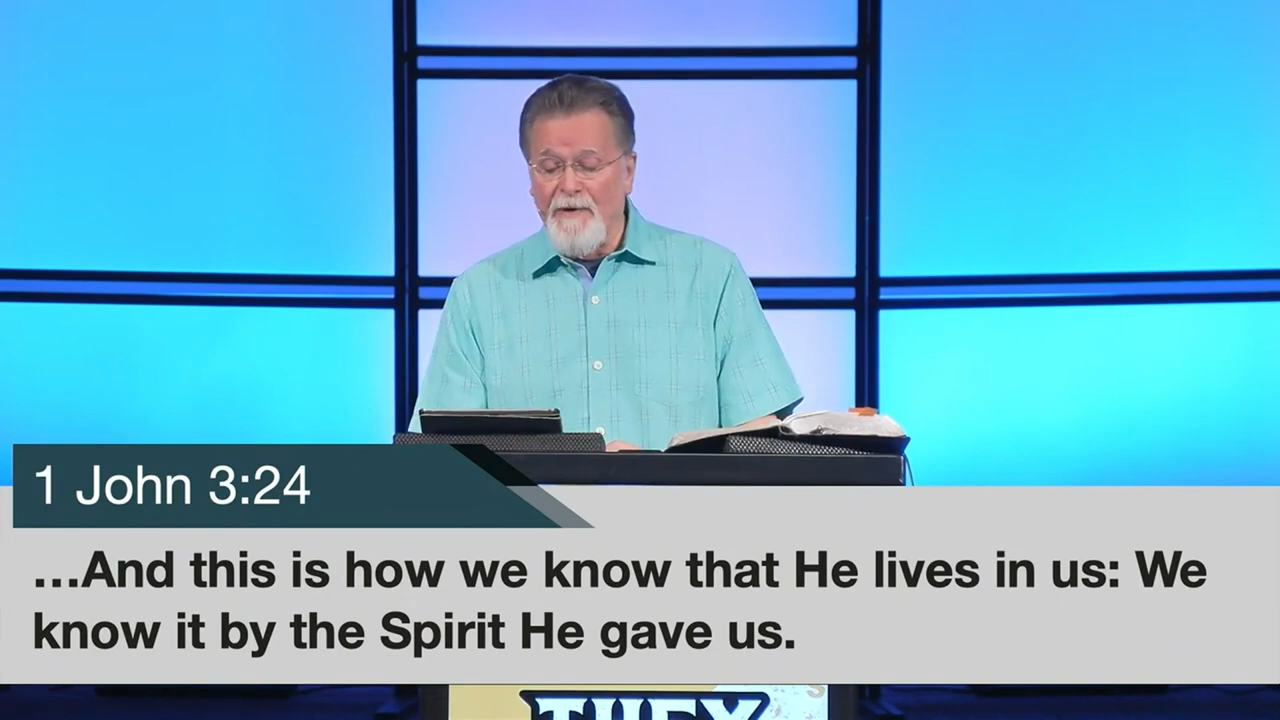 1 John 3:24
…And this is how we know that He lives in us: We
know it by the Spirit He gave us.
THEY